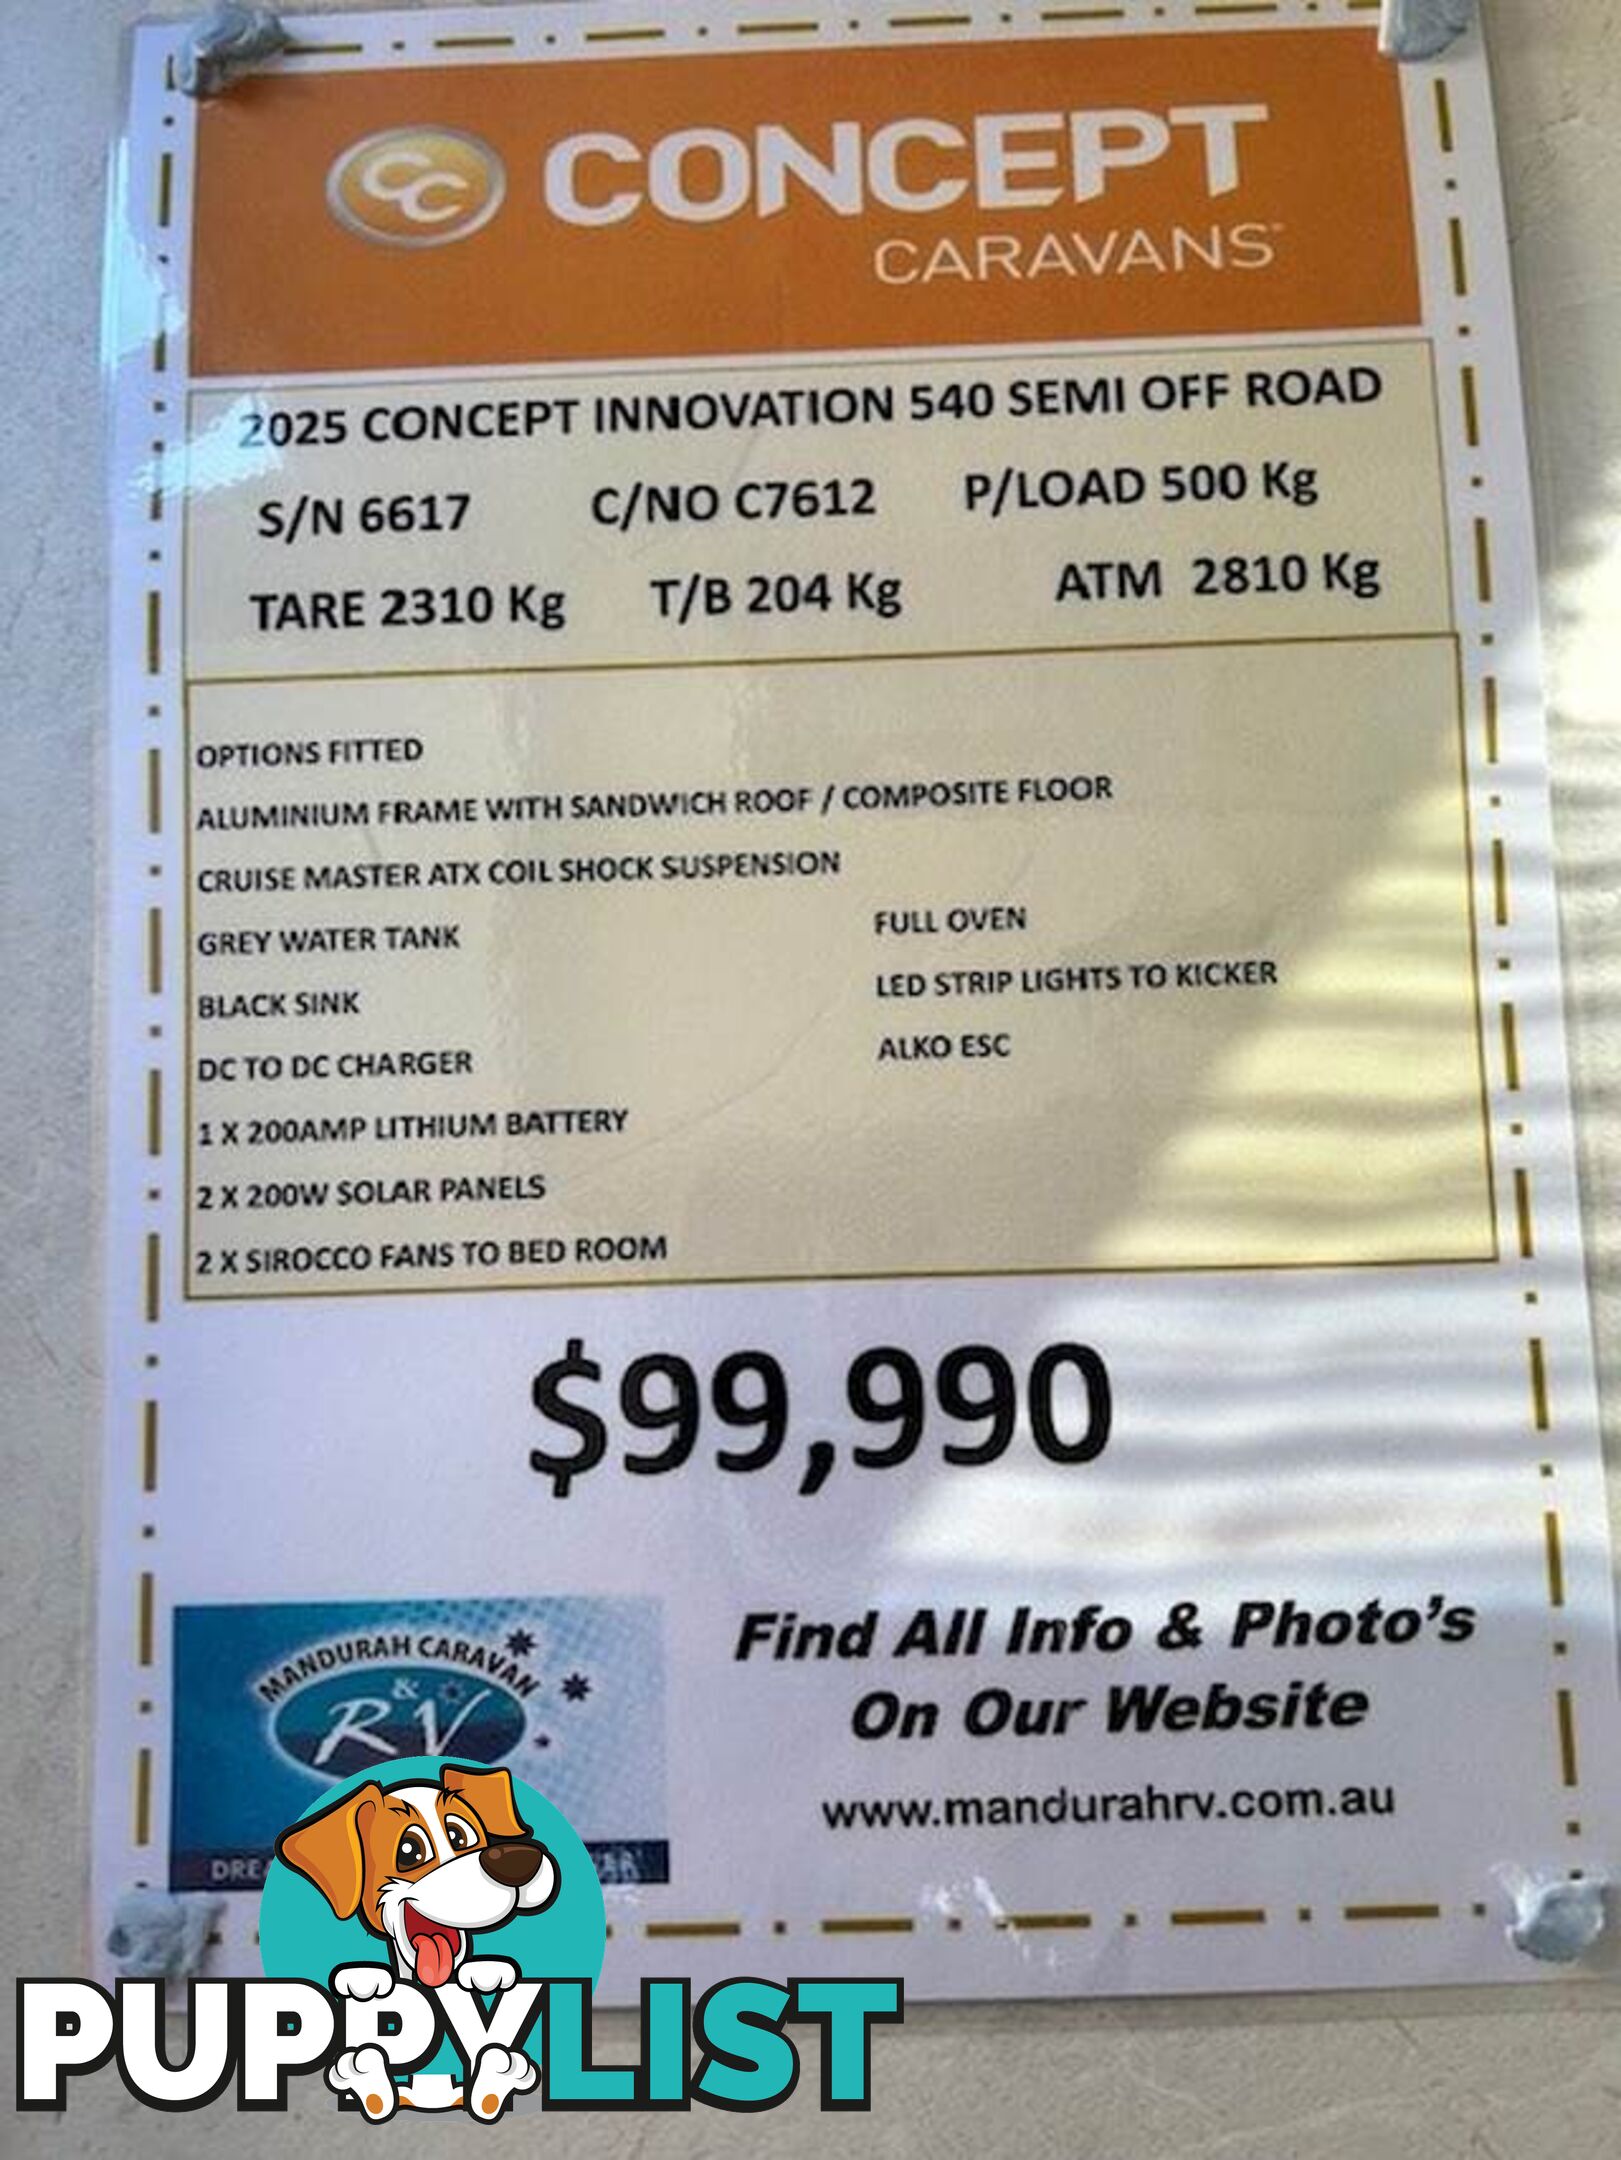 CC CONCEPT
CARAVANS™
2025 CONCEPT INNOVATION 540 SEMI OFF ROAD
S/N 6617 C/NO C7612 P/LOAD 500 Kg
TARE 2310 Kg T/B 204 Kg ATM 2810 Kg
OPTIONS FITTED
ALUMINIUM FRAME WITH SANDWICH ROOF / COMPOSITE FLOOR
CRUISE MASTER ATX COIL SHOCK SUSPENSION
GREY WATER TANK
BLACK SINK
DC TO DC CHARGER
1 X 200AMP LITHIUM BATTERY
2 X 200W SOLAR PANELS
2 X SIROCCO FANS TO BED ROOM
FULL OVEN
LED STRIP LIGHTS TO KICKER
ALKO ESC
$99,990
MANDURAH CARAVAN
&
RV
Find All Info & Photo's
On Our Website
www.mandurahrv.com.au
PUPPYLIST